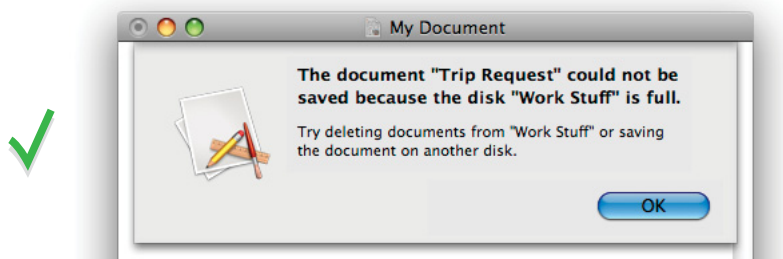 My Document
The document "Trip Request" could not be
saved because the disk "Work Stuff" is full.
Try deleting documents from "Work Stuff" or saving
the document on another disk.
OK